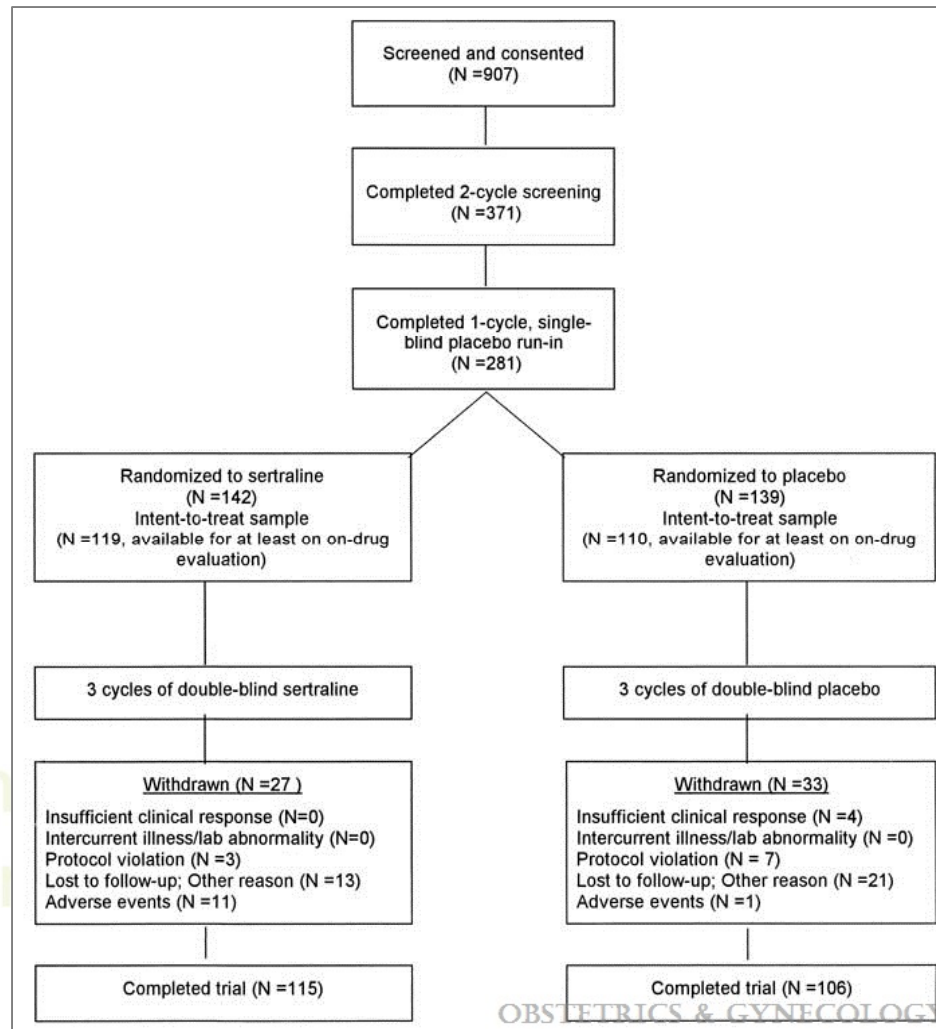 Screened and consented
(N =907)
Completed 2-cycle screening
(N =371)
Completed 1-cycle, single-
blind placebo run-in
(N =281)
Randomized to sertraline
(N =142)
Intent-to-treat sample
(N =119, available for at least on on-drug
evaluation)
Randomized to placebo
(N =139)
Intent-to-treat sample
(N =110, available for at least on on-drug
evaluation)
3 cycles of double-blind sertraline
3 cycles of double-blind placebo
Withdrawn (N =27 )
Insufficient clinical response (N=0)
Intercurrent illness/lab abnormality (N=0)
Protocol violation (N =3)
Lost to follow-up; Other reason (N =13)
Adverse events (N =11)
Withdrawn (N =33)
Insufficient clinical response (N =4)
Intercurrent illness/lab abnormality (N =0)
Protocol violation (N = 7)
Lost to follow-up; Other reason (N =21)
Adverse events (N =1)
Completed trial (N =115)
Completed trial (N =106)
OBSTETRICS & GYNECOLOGY